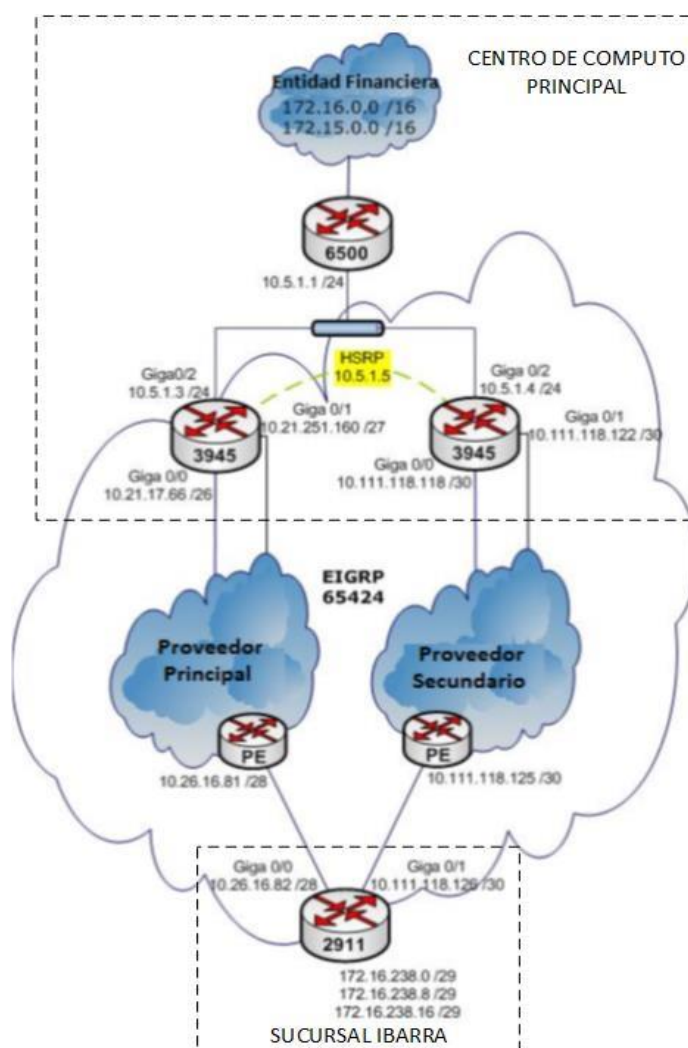 CENTRO DE COMPUTO
PRINCIPAL
Entidad Financiera
172.16.0.0 /16
172.15.0.0 /16
6500
10.5.1.1 /24
HSRP
10.5.1.5
Giga0/2
10.5.1.3 /24
Giga 0/2
10.5.1.4 /24
Giga 0/1
10.21.251.160 /27
Giga 0/1
10.111.118.122 /30
3945
3945
Giga 0/0
10.21.17.66 /26
Giga 0/0
10.111.118.118 /30
EIGRP
65424
Proveedor
Principal
Proveedor
Secundario
PE
PE
10.26.16.81 /28
10.111.118.125 /30
Giga 0/0
10.26.16.82 /28
Giga 0/1
10.111.118.126 /30
2911
172.16.238.0 /29
172.16.238.8 /29
172.16.238.16 /29
SUCURSAL IBARRA